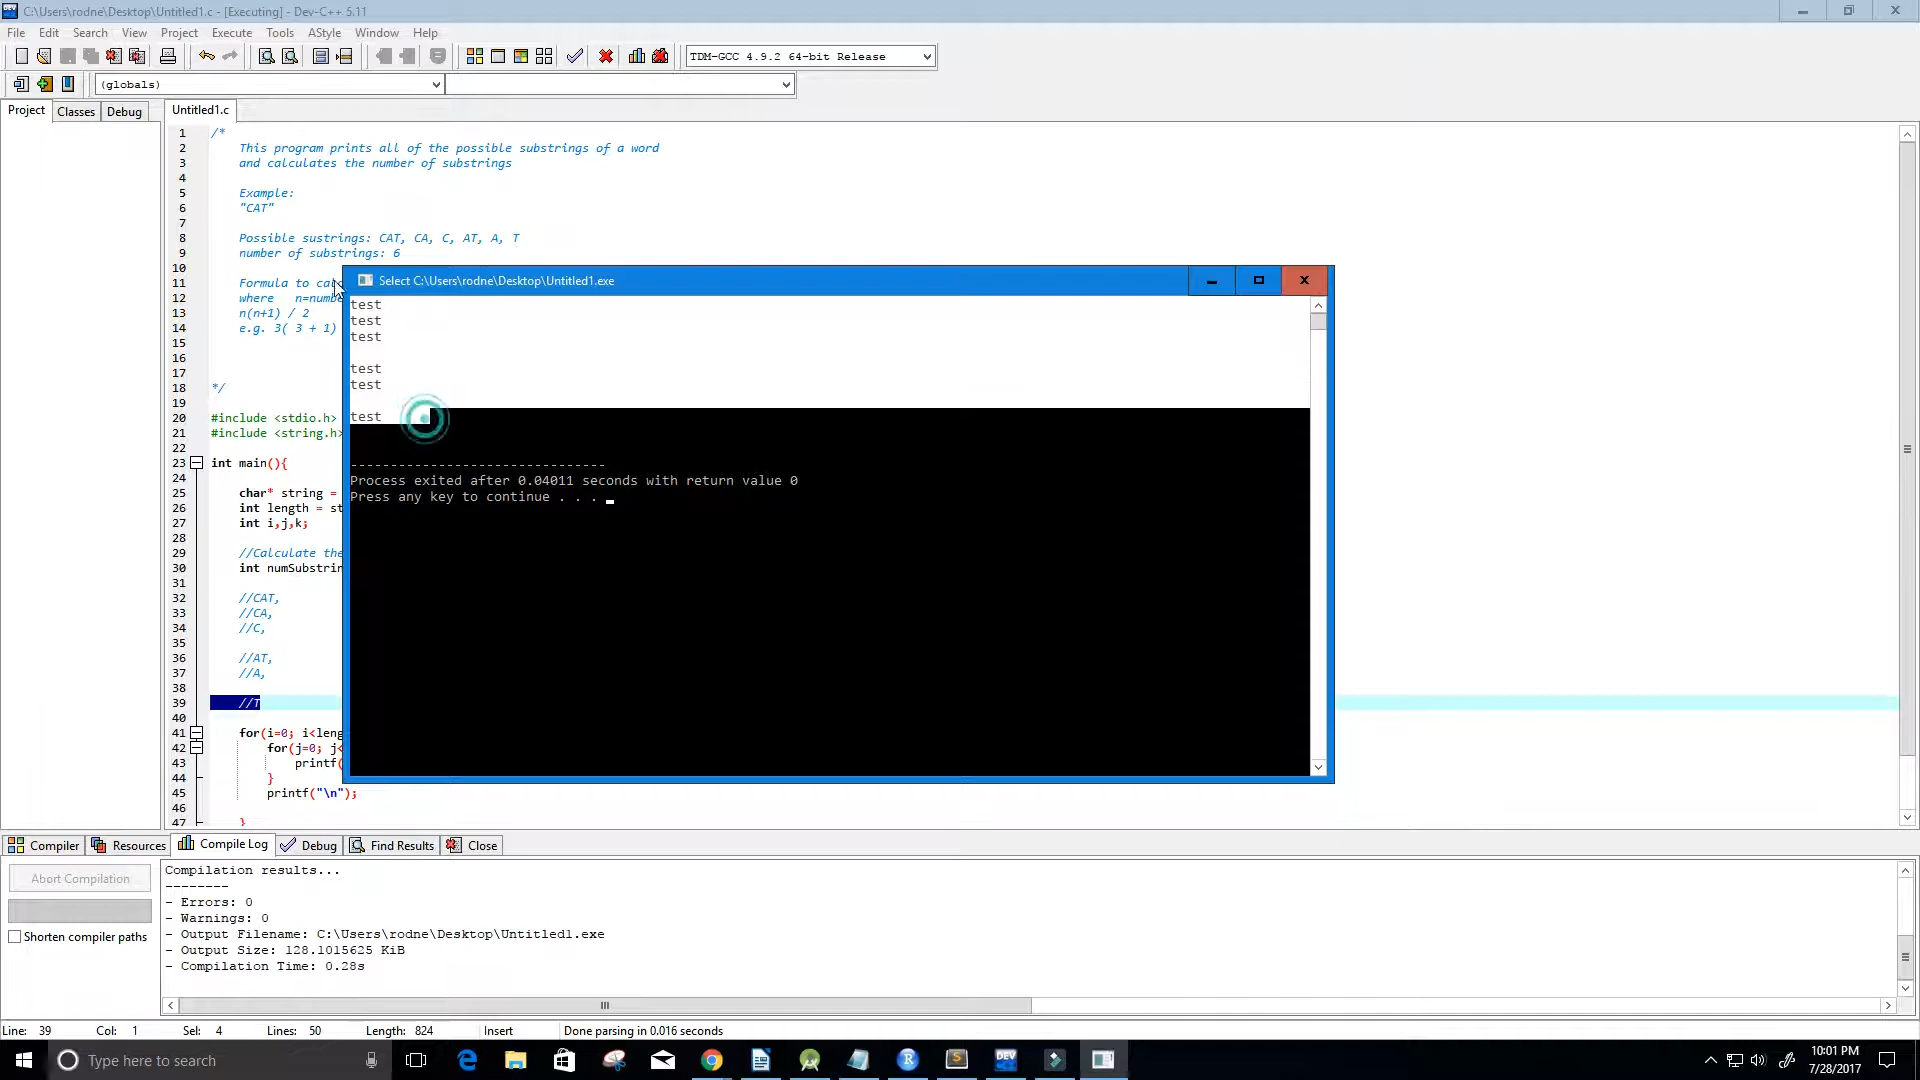 C:\Users\rodne\Desktop\Untitled1.c - [Executing] - Dev-C++ 5.11
File Edit Search View Project Execute Tools AStyle Window Help
TDM-GCC 4.9.2 64-bit Release
(globals)
Project Classes Debug Untitled1.c
1 /*
2 This program prints all of the possible substrings of a word
3 and calculates the number of substrings
4
5 Example:
6 "CAT"
7
8 Possible sustrings: CAT, CA, C, AT, A, T
9 number of substrings: 6
10
11 Formula to calc
12 where n=numbe
13 n(n+1) / 2
14 e.g. 3( 3 + 1)
15
16
17
18 */
19
20 #include <stdio.h>
21 #include <string.h>
22
23 int main(){
24
25 char* string =
26 int length = st
27 int i,j,k;
28
29 //Calculate the
30 int numSubstrin
31
32 //CAT,
33 //CA,
34 //C,
35
36 //AT,
37 //A,
38
39 //T
40
41 for(i=0; i<leng
42 for(j=0; j<
43 printf(
44 }
45 printf("\n");
46
47 }
Select C:\Users\rodne\Desktop\Untitled1.exe
test
test
test
test
test
test
--------------------------------
Process exited after 0.04011 seconds with return value 0
Press any key to continue . . .
Compiler Resources Compile Log Debug Find Results Close
Abort Compilation
Shorten compiler paths
Compilation results...
--------
- Errors: 0
- Warnings: 0
- Output Filename: C:\Users\rodne\Desktop\Untitled1.exe
- Output Size: 128.1015625 KiB
- Compilation Time: 0.28s
Line: 39 Col: 1 Sel: 4 Lines: 50 Length: 824 Insert Done parsing in 0.016 seconds
Type here to search
10:01 PM
7/28/2017